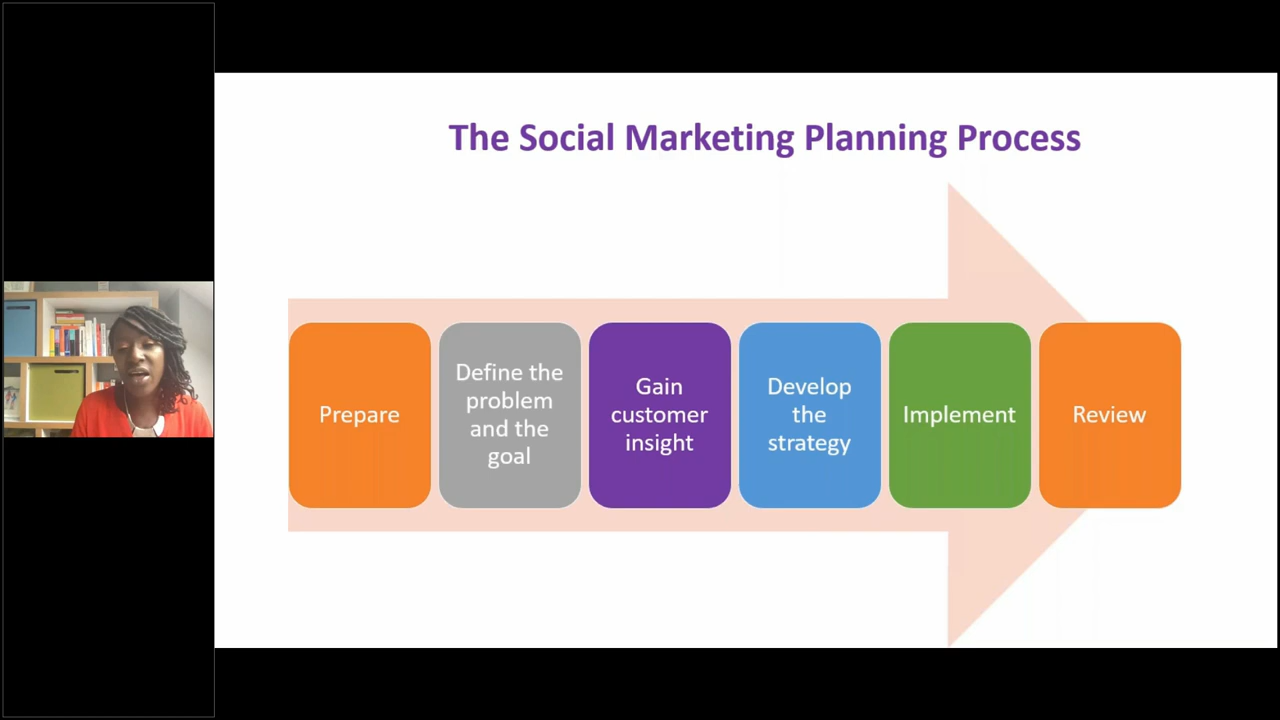 The Social Marketing Planning Process
Prepare
Define the
problem
and the
goal
Gain
customer
insight
Develop
the
strategy
Implement
Review